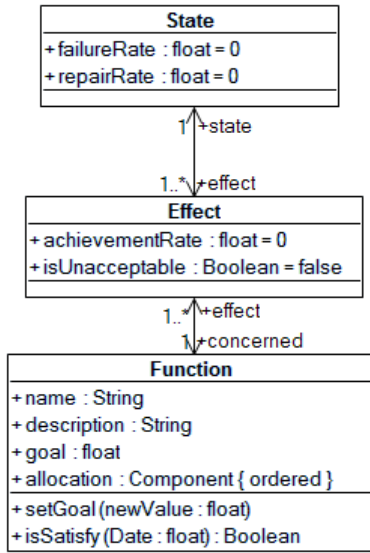 State
+failureRate : float = 0
+repairRate : float = 0
1 +state
1..* +effect
Effect
+achievementRate : float = 0
+isUnacceptable : Boolean = false
1..* +effect
1 +concerned
Function
+name : String
+description : String
+goal : float
+allocation : Component { ordered }
+setGoal(newValue : float)
+isSatisfy(Date : float) : Boolean